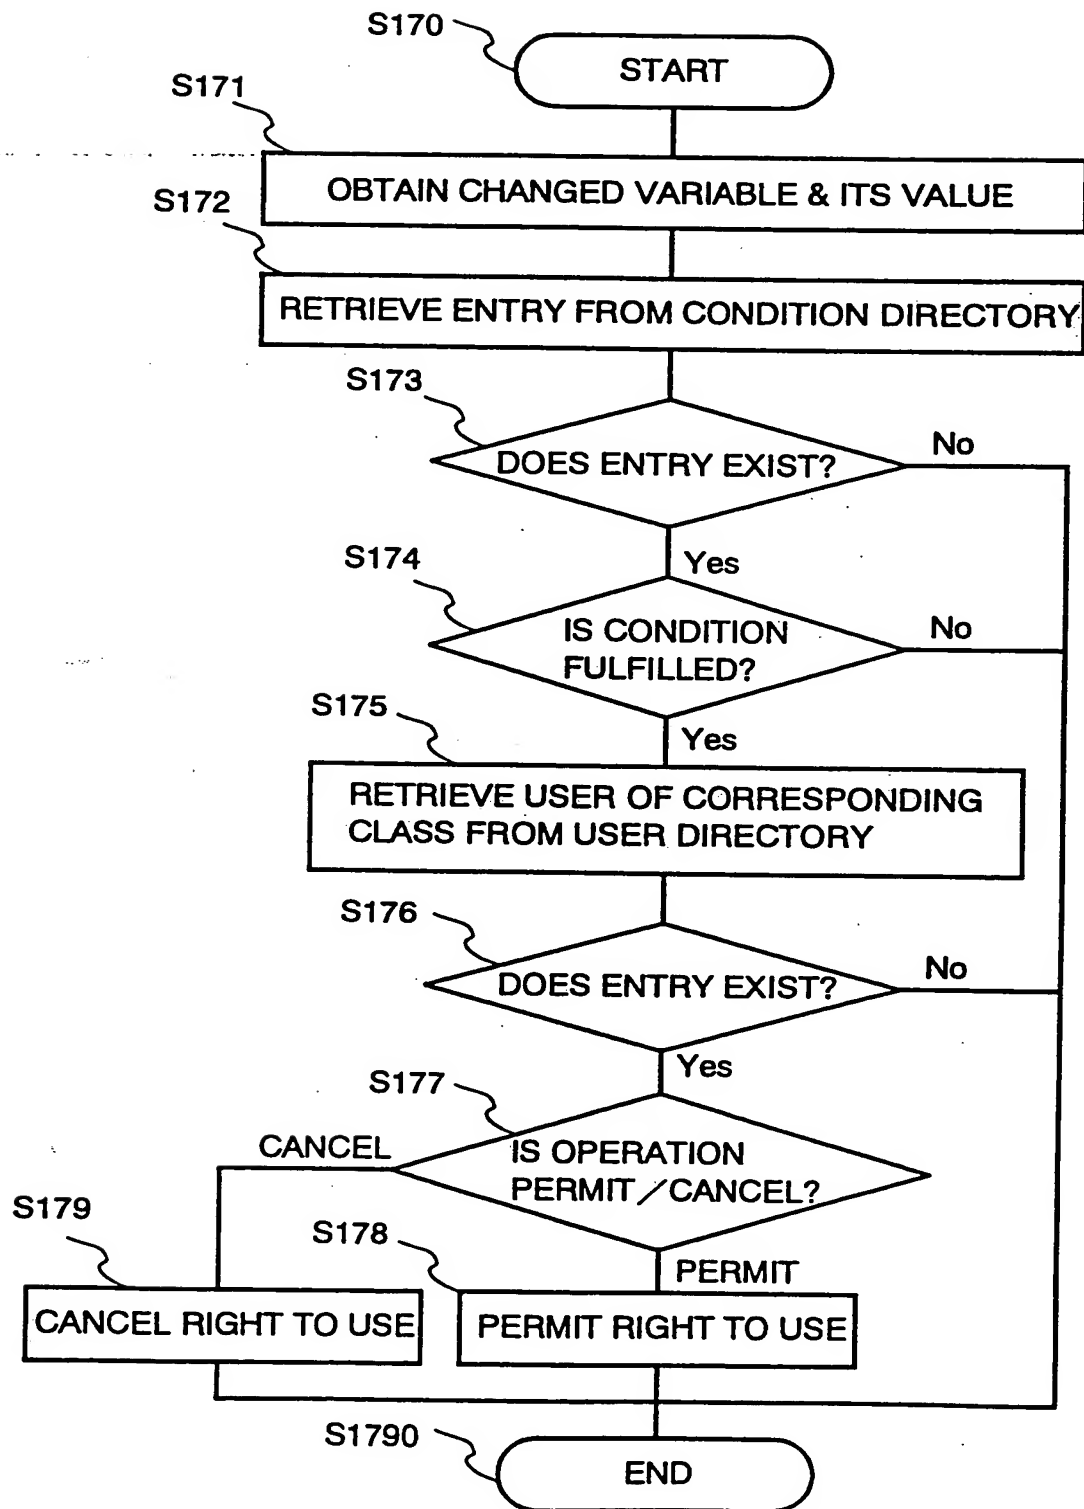 S170
START
S171
OBTAIN CHANGED VARIABLE & ITS VALUE
S172
RETRIEVE ENTRY FROM CONDITION DIRECTORY
S173
DOES ENTRY EXIST?
No
Yes
S174
IS CONDITION
FULFILLED?
No
Yes
S175
RETRIEVE USER OF CORRESPONDING
CLASS FROM USER DIRECTORY
S176
DOES ENTRY EXIST?
No
Yes
S177
CANCEL
IS OPERATION
PERMIT/CANCEL?
S179
S178
PERMIT
CANCEL RIGHT TO USE
PERMIT RIGHT TO USE
S1790
END